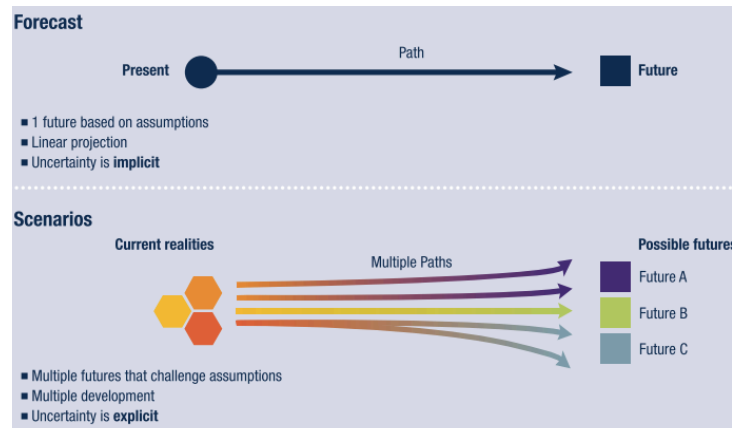 Forecast
Path
Present
Future
1 future based on assumptions
Linear projection
Uncertainty is implicit
Scenarios
Current realities
Multiple Paths
Possible futures
Future A
Future B
Future C
Multiple futures that challenge assumptions
Multiple development
Uncertainty is explicit